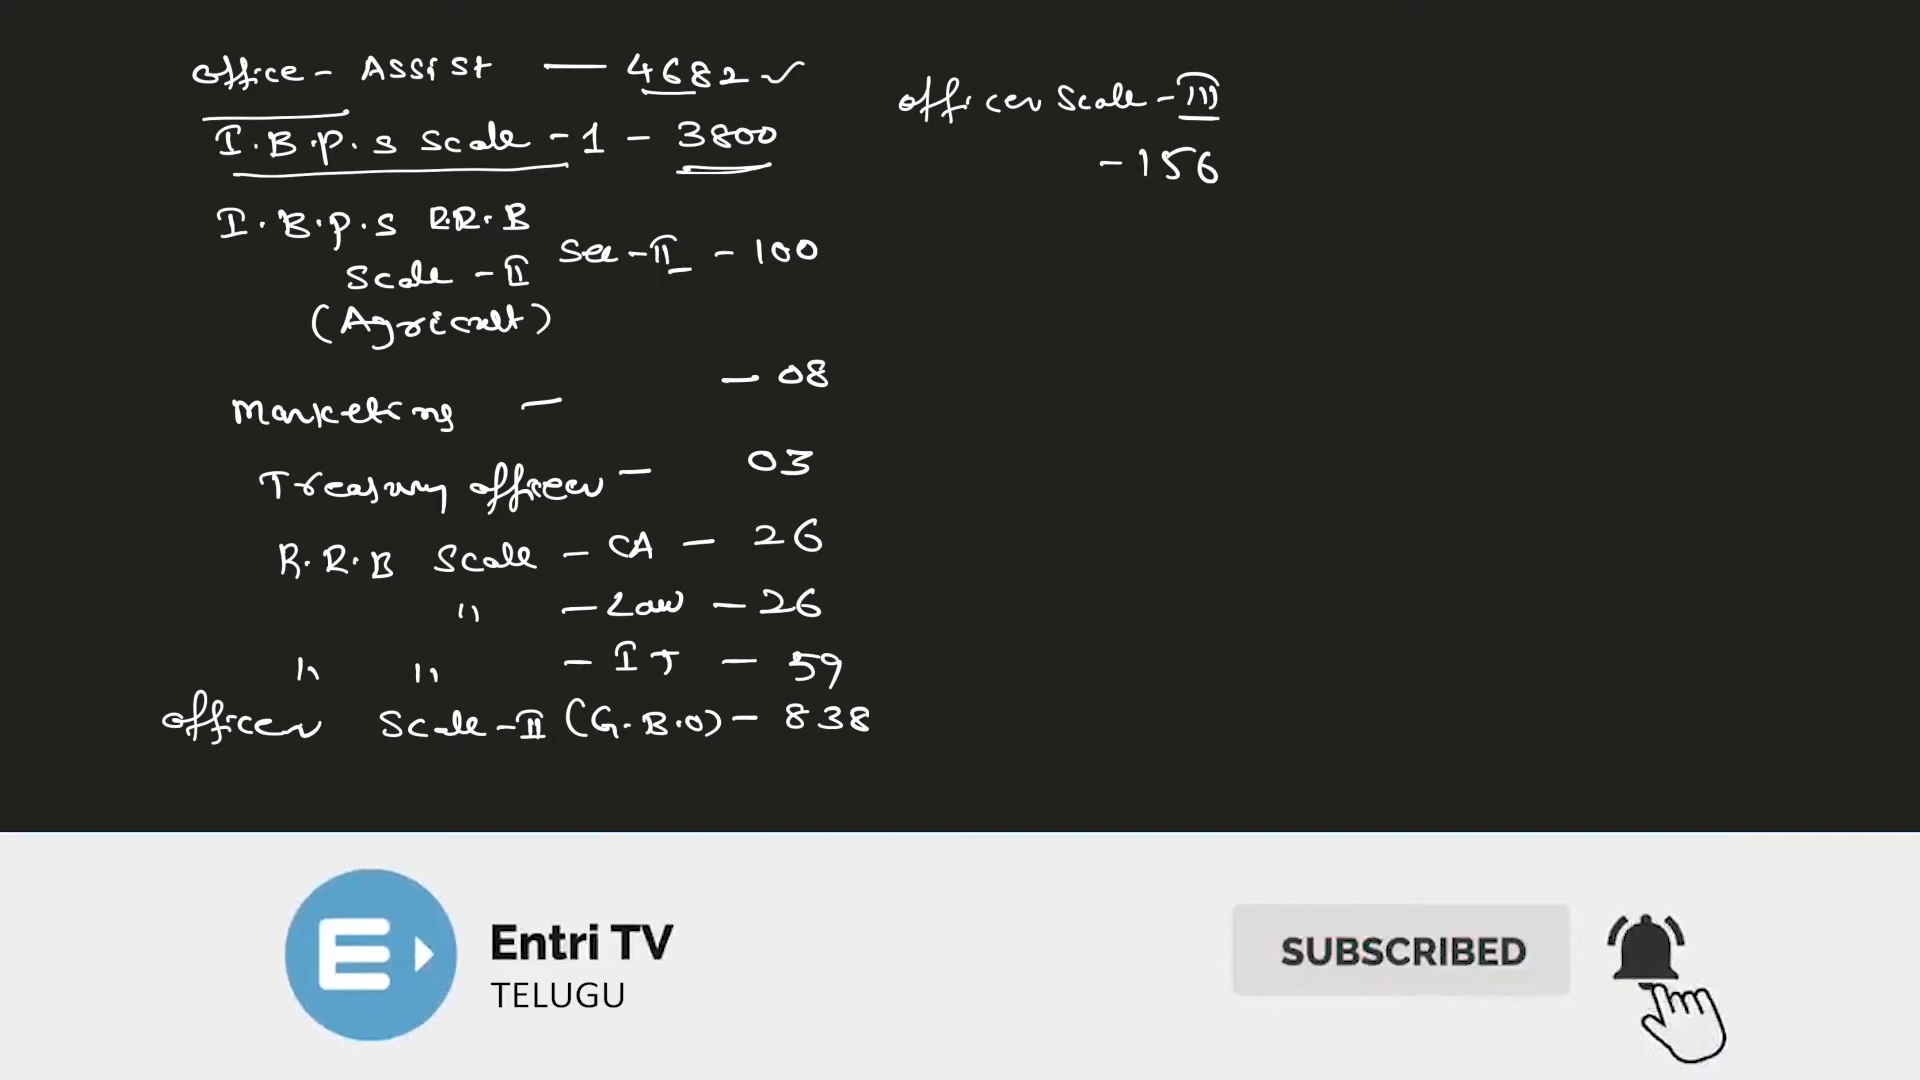 office - Assist — 4682
I.B.P.S Scale - 1 - 3800
I.B.P.S R.R.B
Scale - II Sec - II - 100
(Agricult)
— 08
Marketing —
Treasury officer — 03
R.R.B Scale - CA - 26
" — Law — 26
" " — IT — 59
officer Scale - II (G.B.O) - 838
officer Scale - III
- 156
Entri TV
TELUGU
SUBSCRIBED